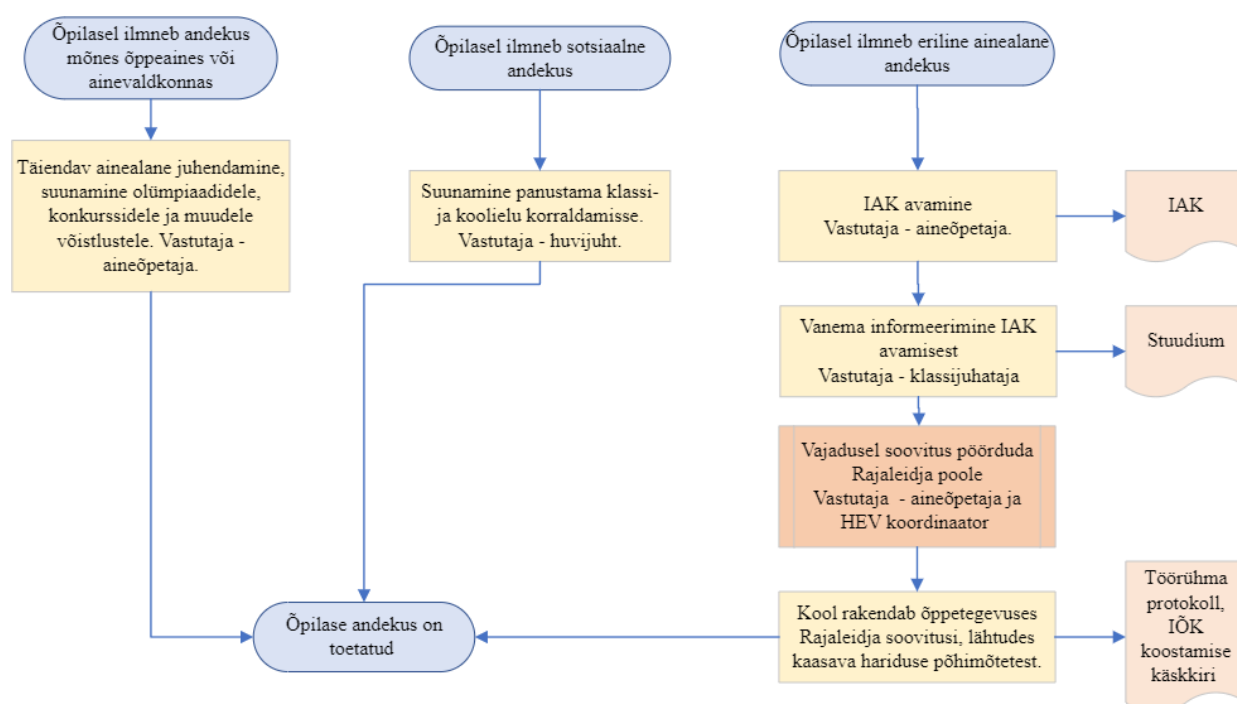 Õpilasel ilmneb andekus
mõnes õppeaines või
ainevaldkonnas
Õpilasel ilmneb sotsiaalne
andekus
Õpilasel ilmneb eriline ainealane
andekus
Täiendav ainealane juhendamine,
suunamine olümpiaadidele,
konkurssidele ja muudele
võistlustele. Vastutaja -
aineõpetaja.
Suunamine panustama klassi-
ja koolielu korraldamisse.
Vastutaja - huvijuht.
IAK avamine
Vastutaja - aineõpetaja.
IAK
Vanema informeerimine IAK
avamisest
Vastutaja - klassijuhataja
Stuudium
Vajadusel soovitus pöörduda
Rajaleidja poole
Vastutaja - aineõpetaja ja
HEV koordinaator
Õpilase andekus on
toetatud
Kool rakendab õppetegevuses
Rajaleidja soovitusi, lähtudes
kaasava hariduse põhimõtetest.
Töörühma
protokoll,
IÕK
koostamise
käskkiri